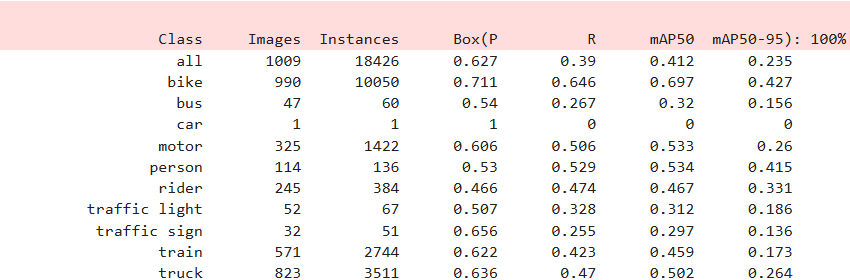 Class Images Instances Box(P R mAP50 mAP50-95): 100%
all 1009 18426 0.627 0.39 0.412 0.235
bike 990 10050 0.711 0.646 0.697 0.427
bus 47 60 0.54 0.267 0.32 0.156
car 1 1 1 0 0 0
motor 325 1422 0.606 0.506 0.533 0.26
person 114 136 0.53 0.529 0.534 0.415
rider 245 384 0.466 0.474 0.467 0.331
traffic light 52 67 0.507 0.328 0.312 0.186
traffic sign 32 51 0.656 0.255 0.297 0.136
train 571 2744 0.622 0.423 0.459 0.173
truck 823 3511 0.636 0.47 0.502 0.264